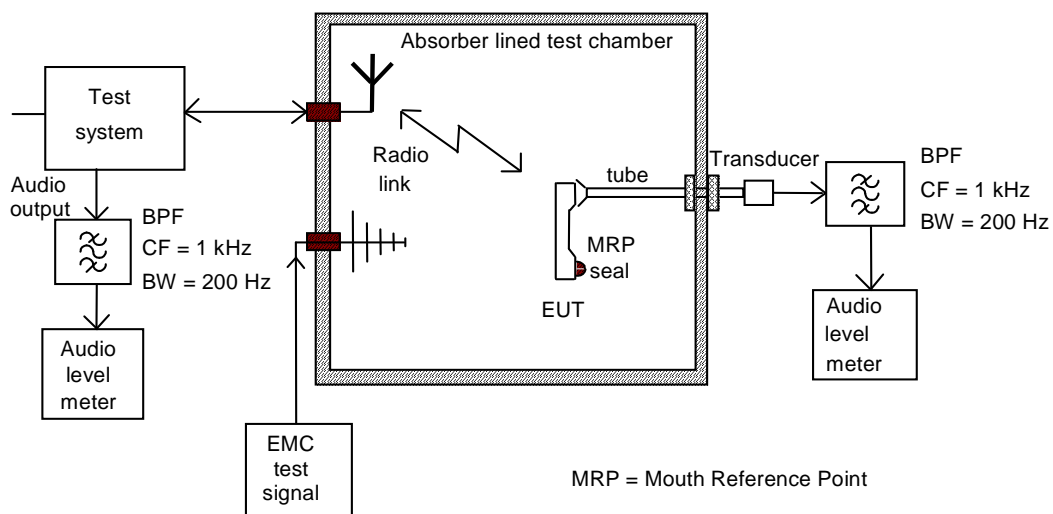 Absorber lined test chamber
Test
system
Radio
link
Audio
output
BPF
CF = 1 kHz
BW = 200 Hz
Audio
level
meter
EMC
test
signal
tube
MRP
seal
EUT
Transducer
BPF
CF = 1 kHz
BW = 200 Hz
Audio
level
meter
MRP = Mouth Reference Point